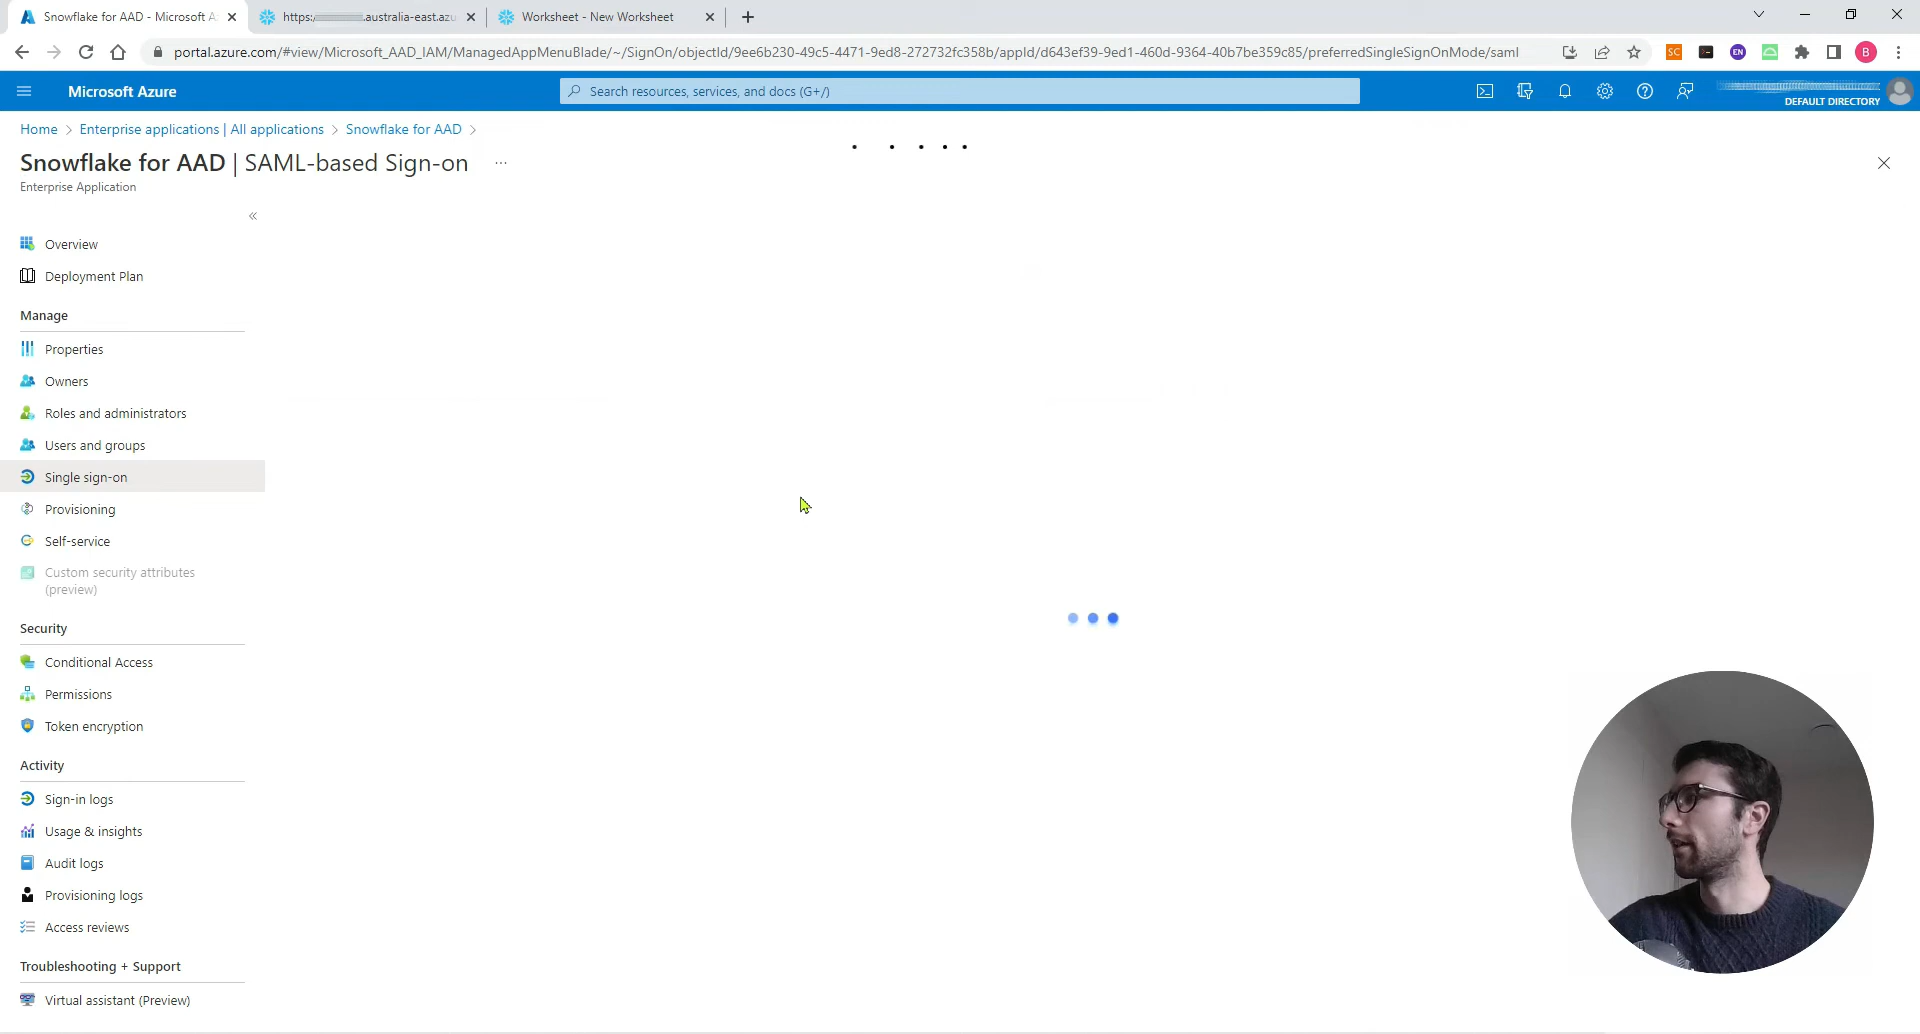 Snowflake for AAD - Microsoft A
https:/
.australia-east.azu
Worksheet - New Worksheet
portal.azure.com/#view/Microsoft_AAD_IAM/ManagedAppMenuBlade/~/SignOn/objectId/9ee6b230-49c5-4471-9ed8-272732fc358b/appId/d643ef39-9ed1-460d-9364-40b7be359c85/preferredSingleSignOnMode/saml
SC
EN
B
Microsoft Azure
Search resources, services, and docs (G+/)
DEFAULT DIRECTORY
Home > Enterprise applications | All applications > Snowflake for AAD >
Snowflake for AAD | SAML-based Sign-on ...
Enterprise Application
«
Overview
Deployment Plan
Manage
Properties
Owners
Roles and administrators
Users and groups
Single sign-on
Provisioning
Self-service
Custom security attributes
(preview)
Security
Conditional Access
Permissions
Token encryption
Activity
Sign-in logs
Usage & insights
Audit logs
Provisioning logs
Access reviews
Troubleshooting + Support
Virtual assistant (Preview)